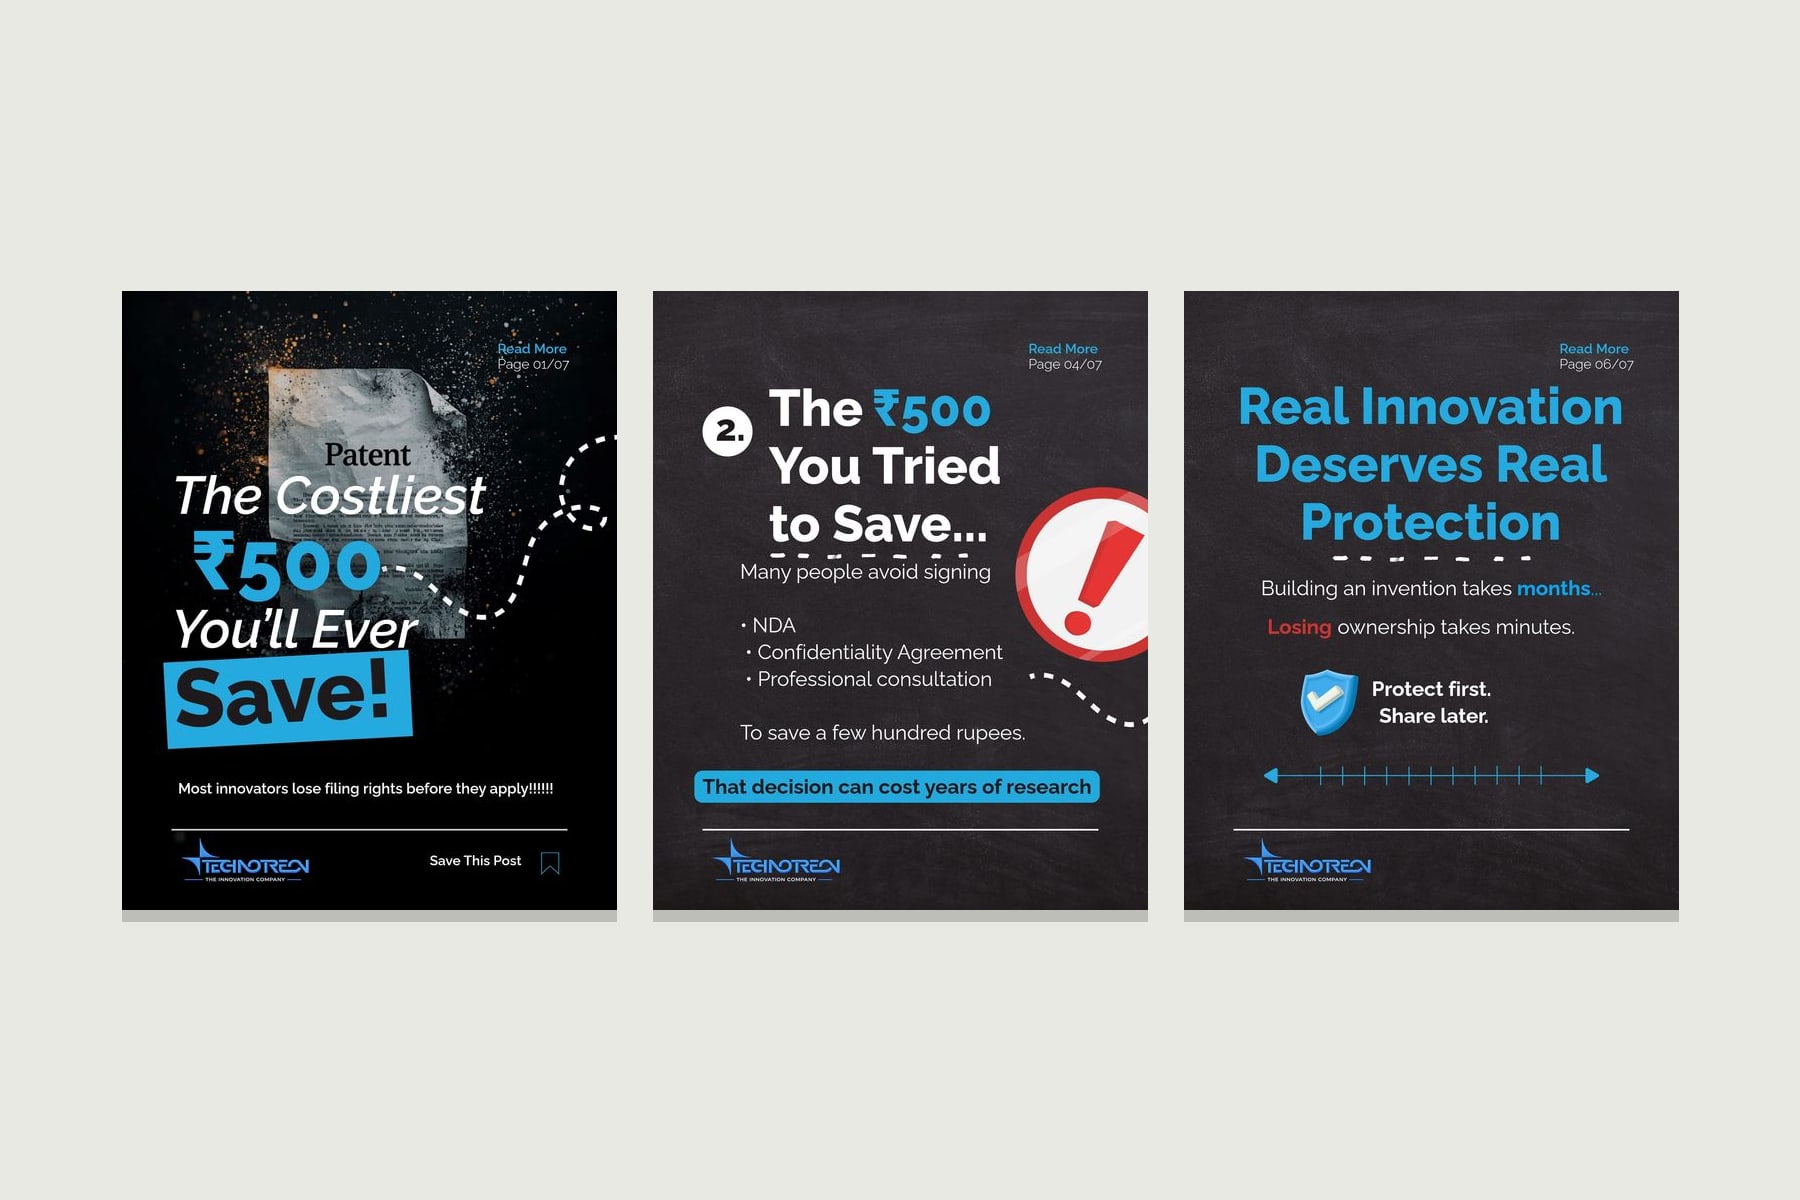 Read More
Page 01/07
Patent
The Costliest
₹500
You'll Ever
Save!
Most innovators lose filing rights before they apply!!!!!!
TECHNOTREON
THE INNOVATION COMPANY
Save This Post
Read More
Page 04/07
2.
The ₹500
You Tried
to Save...
Many people avoid signing
• NDA
• Confidentiality Agreement
• Professional consultation
To save a few hundred rupees.
That decision can cost years of research
TECHNOTREON
THE INNOVATION COMPANY
Read More
Page 06/07
Real Innovation
Deserves Real
Protection
Building an invention takes months...
Losing ownership takes minutes.
Protect first.
Share later.
TECHNOTREON
THE INNOVATION COMPANY